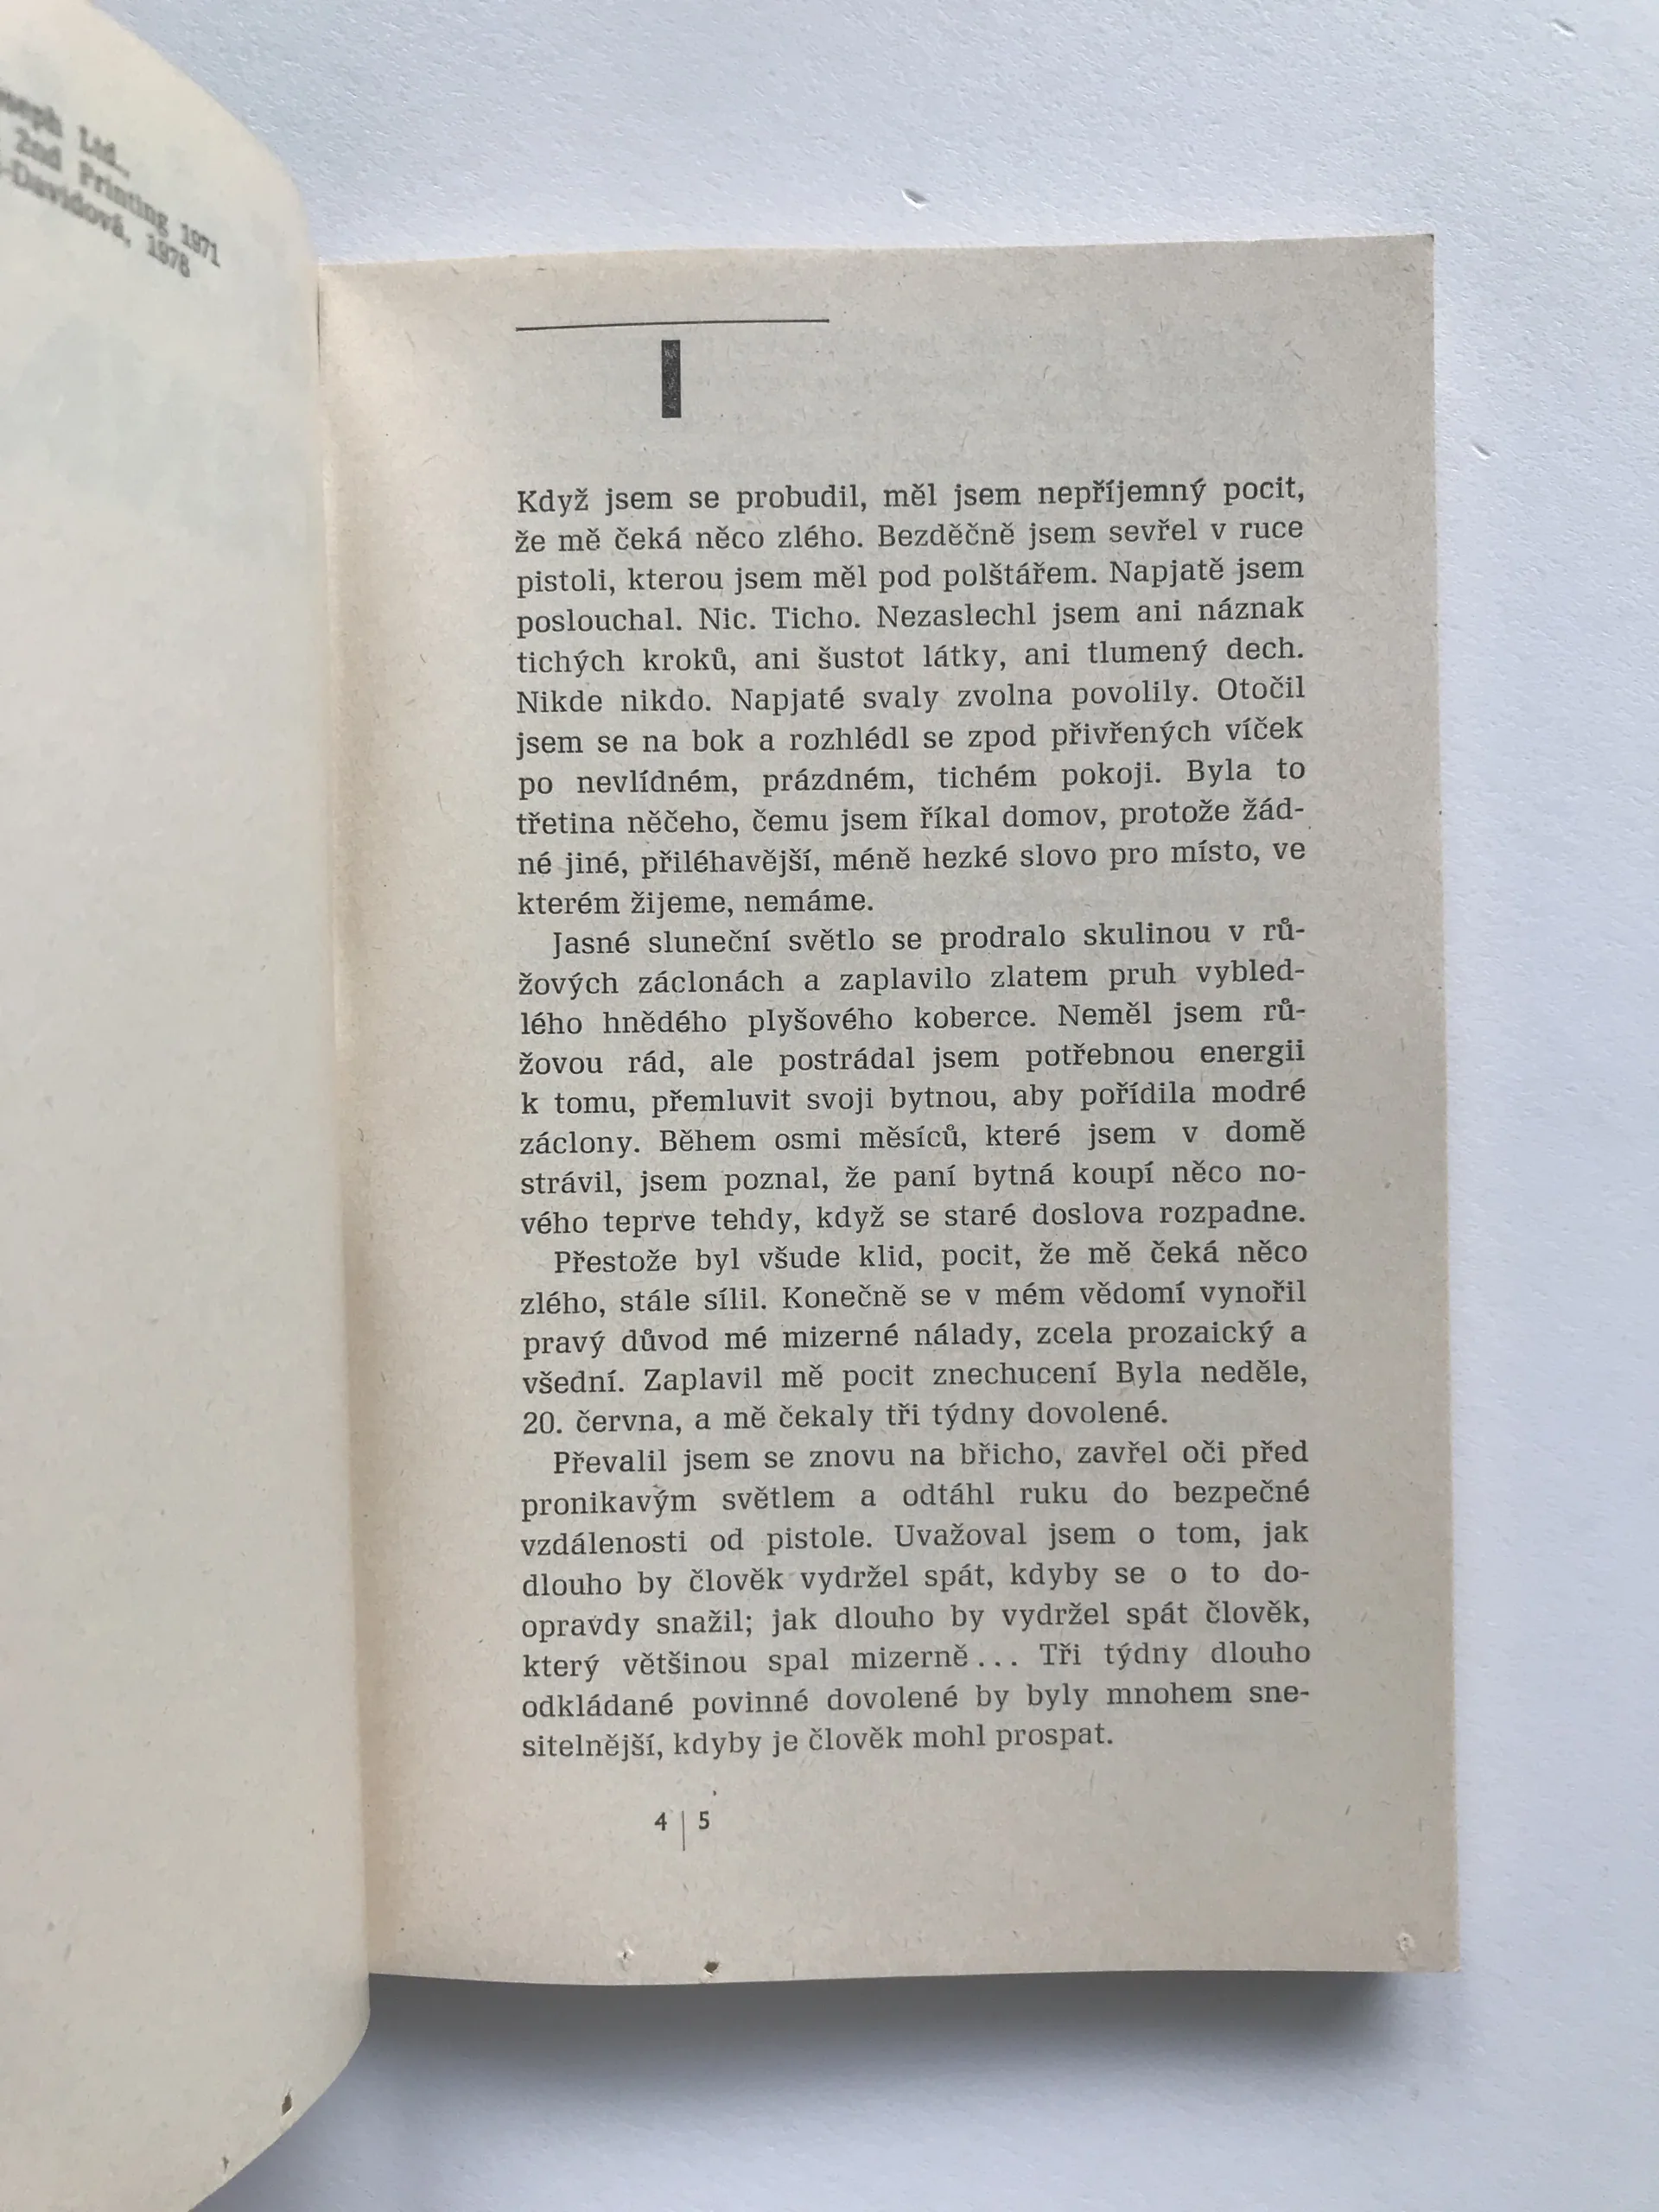 Ltd.,
2nd Printing 1971
-Davidová, 1978
I
Když jsem se probudil, měl jsem nepříjemný pocit,
že mě čeká něco zlého. Bezděčně jsem sevřel v ruce
pistoli, kterou jsem měl pod polštářem. Napjatě jsem
poslouchal. Nic. Ticho. Nezaslechl jsem ani náznak
tichých kroků, ani šustot látky, ani tlumený dech.
Nikde nikdo. Napjaté svaly zvolna povolily. Otočil
jsem se na bok a rozhlédl se zpod přivřených víček
po nevlídném, prázdném, tichém pokoji. Byla to
třetina něčeho, čemu jsem říkal domov, protože žád-
né jiné, přiléhavější, méně hezké slovo pro místo, ve
kterém žijeme, nemáme.
Jasné sluneční světlo se prodralo skulinou v rů-
žových záclonách a zaplavilo zlatem pruh vybled-
lého hnědého plyšového koberce. Neměl jsem rů-
žovou rád, ale postrádal jsem potřebnou energii
k tomu, přemluvit svoji bytnou, aby pořídila modré
záclony. Během osmi měsíců, které jsem v domě
strávil, jsem poznal, že paní bytná koupí něco no-
vého teprve tehdy, když se staré doslova rozpadne.
Přestože byl všude klid, pocit, že mě čeká něco
zlého, stále sílil. Konečně se v mém vědomí vynořil
pravý důvod mé mizerné nálady, zcela prozaický a
všední. Zaplavil mě pocit znechucení Byla neděle,
20. června, a mě čekaly tři týdny dovolené.
Převalil jsem se znovu na břicho, zavřel oči před
pronikavým světlem a odtáhl ruku do bezpečné
vzdálenosti od pistole. Uvažoval jsem o tom, jak
dlouho by člověk vydržel spát, kdyby se o to do-
opravdy snažil; jak dlouho by vydržel spát člověk,
který většinou spal mizerně... Tři týdny dlouho
odkládané povinné dovolené by byly mnohem sne-
sitelnější, kdyby je člověk mohl prospat.
4 | 5